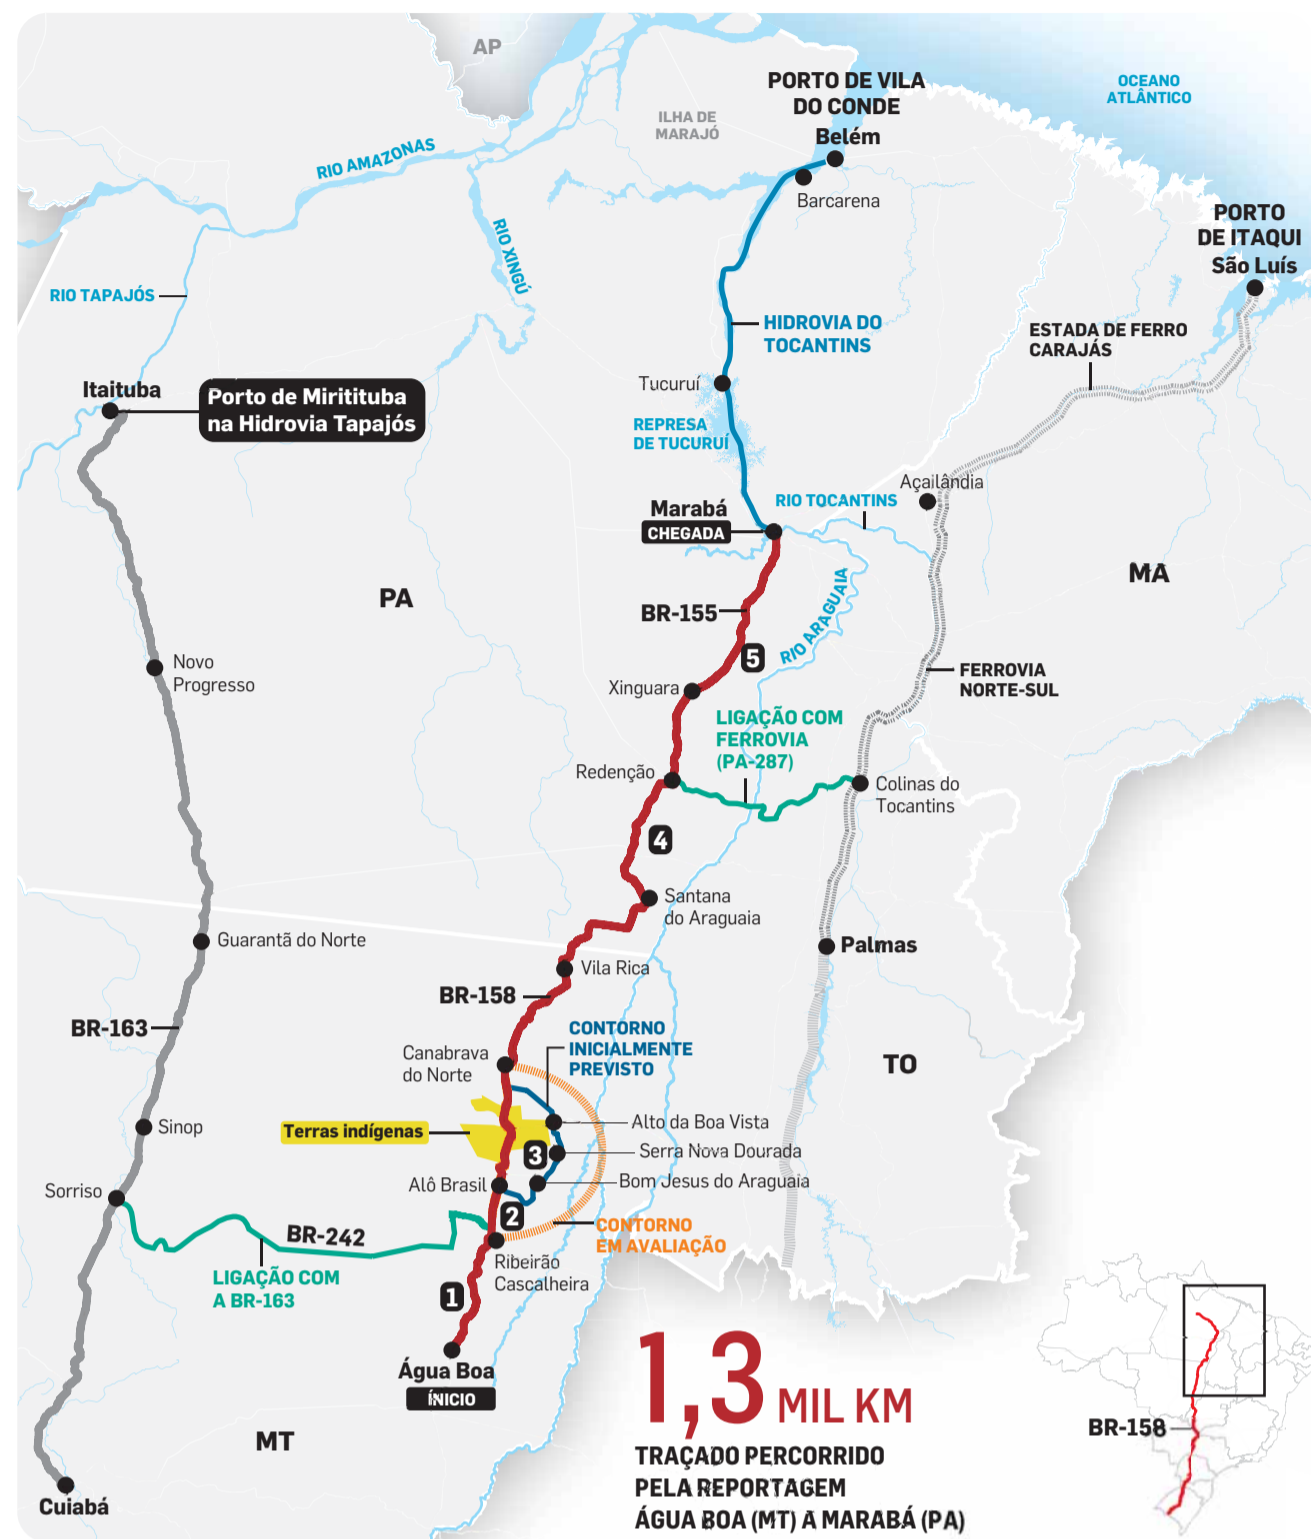 AP
OCEANO
ATLÂNTICO
PORTO DE VILA
DO CONDE
Belém
ILHA DE
MARAJÓ
RIO AMAZONAS
Barcarena
RIO XINGÚ
PORTO
DE ITAQUI
São Luís
RIO TAPAJÓS
HIDROVIA DO
TOCANTINS
ESTADA DE FERRO
CARAJÁS
Itaituba
Porto de Miritituba
na Hidrovia Tapajós
Tucuruí
REPRESA
DE TUCURUÍ
Açailândia
Marabá
CHEGADA
RIO TOCANTINS
MA
PA
BR-155
RIO ARAGUAIA
5
Novo
Progresso
Xinguara
FERROVIA
NORTE-SUL
LIGAÇÃO COM
FERROVIA
(PA-287)
Redenção
Colinas do
Tocantins
4
Santana
do Araguaia
Guarantã do Norte
Palmas
Vila Rica
BR-158
BR-163
CONTORNO
INICIALMENTE
PREVISTO
Canabrava
do Norte
TO
Sinop
Terras indígenas
Alto da Boa Vista
3
Serra Nova Dourada
Alô Brasil
Bom Jesus do Araguaia
Sorriso
2
BR-242
CONTORNO
EM AVALIAÇÃO
Ribeirão
Cascalheira
LIGAÇÃO COM
A BR-163
1
Água Boa
ÍNICIO
1,3 MIL KM
TRAÇADO PERCORRIDO
PELA REPORTAGEM
ÁGUA BOA (MT) A MARABÁ (PA)
BR-158
MT
Cuiabá